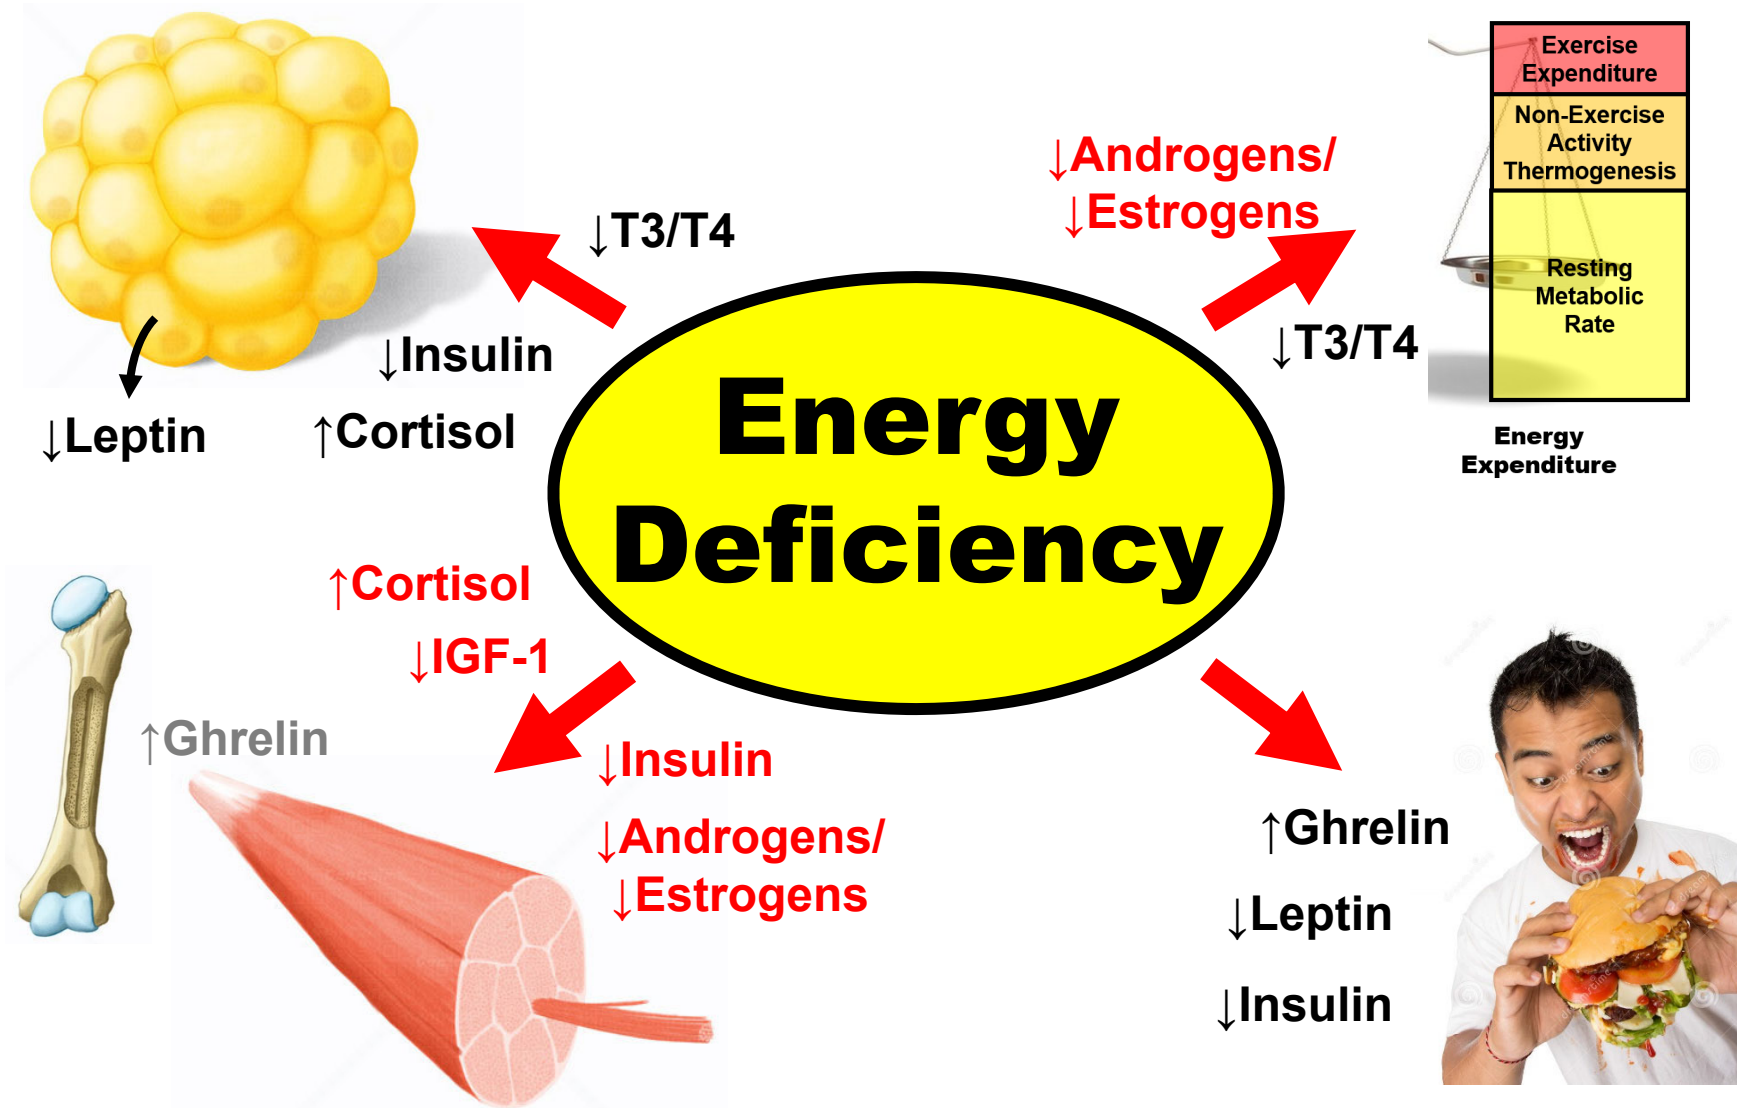 Exercise
Expenditure
Non-Exercise
Activity
Thermogenesis
Resting
Metabolic
Rate
Energy
Expenditure
↓Androgens/
↓Estrogens
↓T3/T4
↓T3/T4
↓Insulin
↑Cortisol
↓Leptin
Energy
Deficiency
↑Cortisol
↓IGF-1
↑Ghrelin
↓Insulin
↓Androgens/
↓Estrogens
↑Ghrelin
↓Leptin
↓Insulin